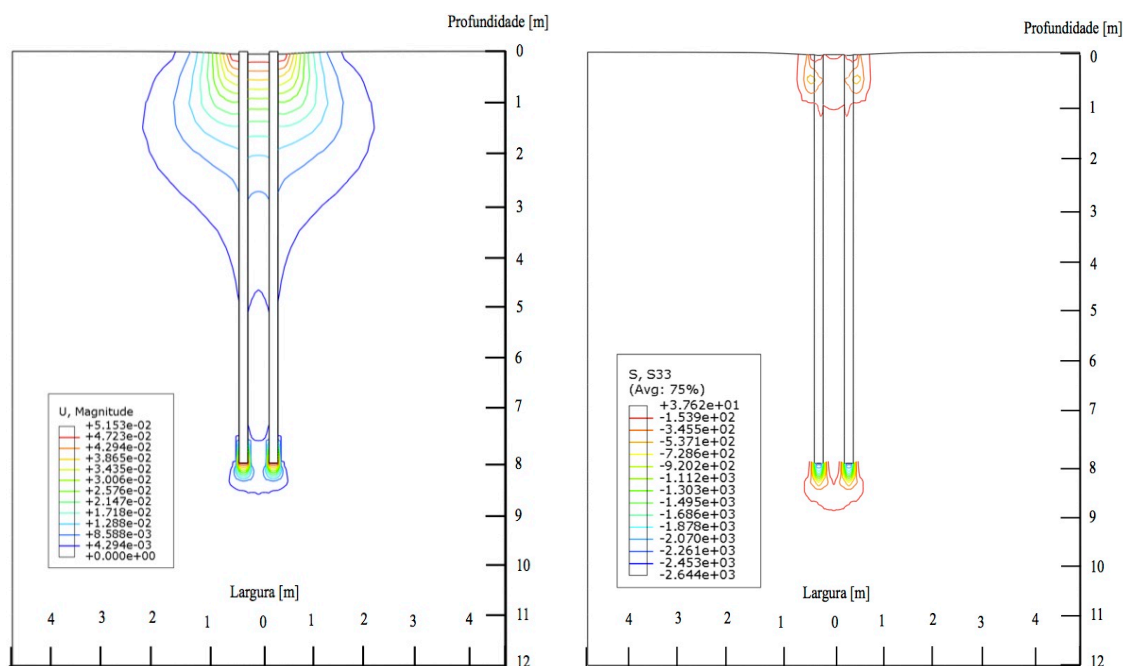 Profundidade [m]
0
1
2
3
4
5
6
7
8
9
10
11
12
U, Magnitude
+5.153e-02
+4.723e-02
+4.294e-02
+3.865e-02
+3.435e-02
+3.006e-02
+2.576e-02
+2.147e-02
+1.718e-02
+1.288e-02
+8.588e-03
+4.294e-03
+0.000e+00
Largura [m]
4 3 2 1 0 1 2 3 4
Profundidade [m]
0
1
2
3
4
5
6
7
8
9
10
11
12
S, S33
(Avg: 75%)
+3.762e+01
-1.539e+02
-3.455e+02
-5.371e+02
-7.286e+02
-9.202e+02
-1.112e+03
-1.303e+03
-1.495e+03
-1.686e+03
-1.878e+03
-2.070e+03
-2.261e+03
-2.453e+03
-2.644e+03
Largura [m]
4 3 2 1 0 1 2 3 4